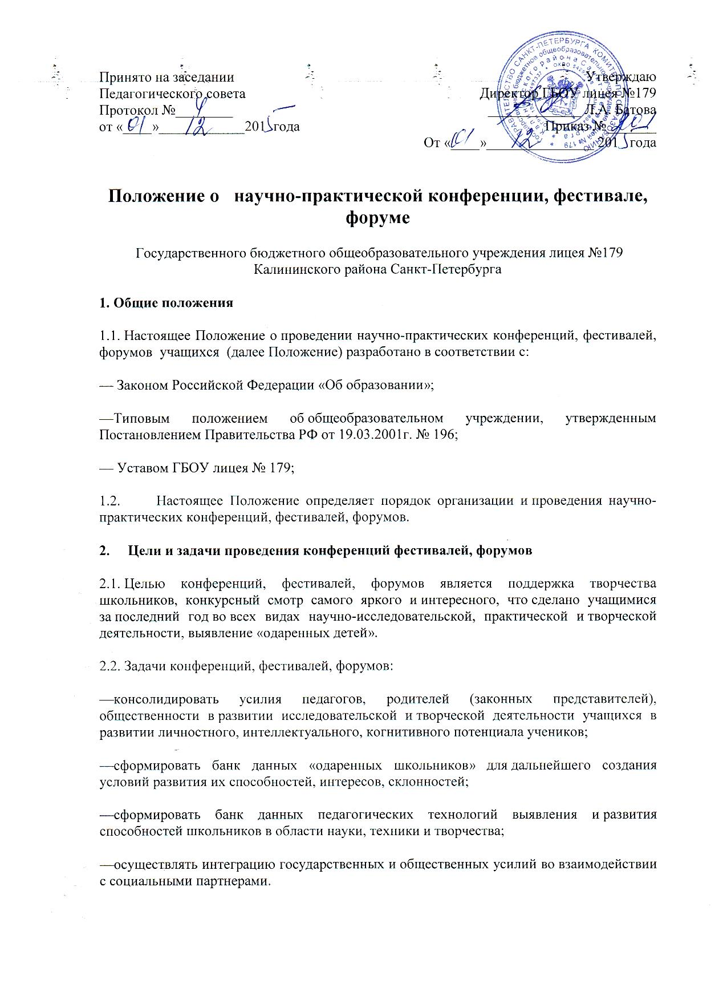 Принято на заседании
Педагогического совета
Протокол № 4
от «01» 12 2015 года
Утверждаю
Директор ГБОУ лицея №179
Л.А. Батова
Приказ № 201
От «01» 12 2015 года
Положение о научно-практической конференции, фестивале,
форуме
Государственного бюджетного общеобразовательного учреждения лицея №179
Калининского района Санкт-Петербурга
1. Общие положения
1.1. Настоящее Положение о проведении научно-практических конференций, фестивалей,
форумов учащихся (далее Положение) разработано в соответствии с:
— Законом Российской Федерации «Об образовании»;
—Типовым положением об общеобразовательном учреждении, утвержденным
Постановлением Правительства РФ от 19.03.2001г. № 196;
— Уставом ГБОУ лицея № 179;
1.2. Настоящее Положение определяет порядок организации и проведения научно-
практических конференций, фестивалей, форумов.
2. Цели и задачи проведения конференций фестивалей, форумов
2.1. Целью конференций, фестивалей, форумов является поддержка творчества
школьников, конкурсный смотр самого яркого и интересного, что сделано учащимися
за последний год во всех видах научно-исследовательской, практической и творческой
деятельности, выявление «одаренных детей».
2.2. Задачи конференций, фестивалей, форумов:
—консолидировать усилия педагогов, родителей (законных представителей),
общественности в развитии исследовательской и творческой деятельности учащихся в
развитии личностного, интеллектуального, когнитивного потенциала учеников;
—сформировать банк данных «одаренных школьников» для дальнейшего создания
условий развития их способностей, интересов, склонностей;
—сформировать банк данных педагогических технологий выявления и развития
способностей школьников в области науки, техники и творчества;
—осуществлять интеграцию государственных и общественных усилий во взаимодействии
с социальными партнерами.
ПРАВИТЕЛЬСТВО САНКТ-ПЕТЕРБУРГА КОМИТЕТ ПО ОБРАЗОВАНИЮ